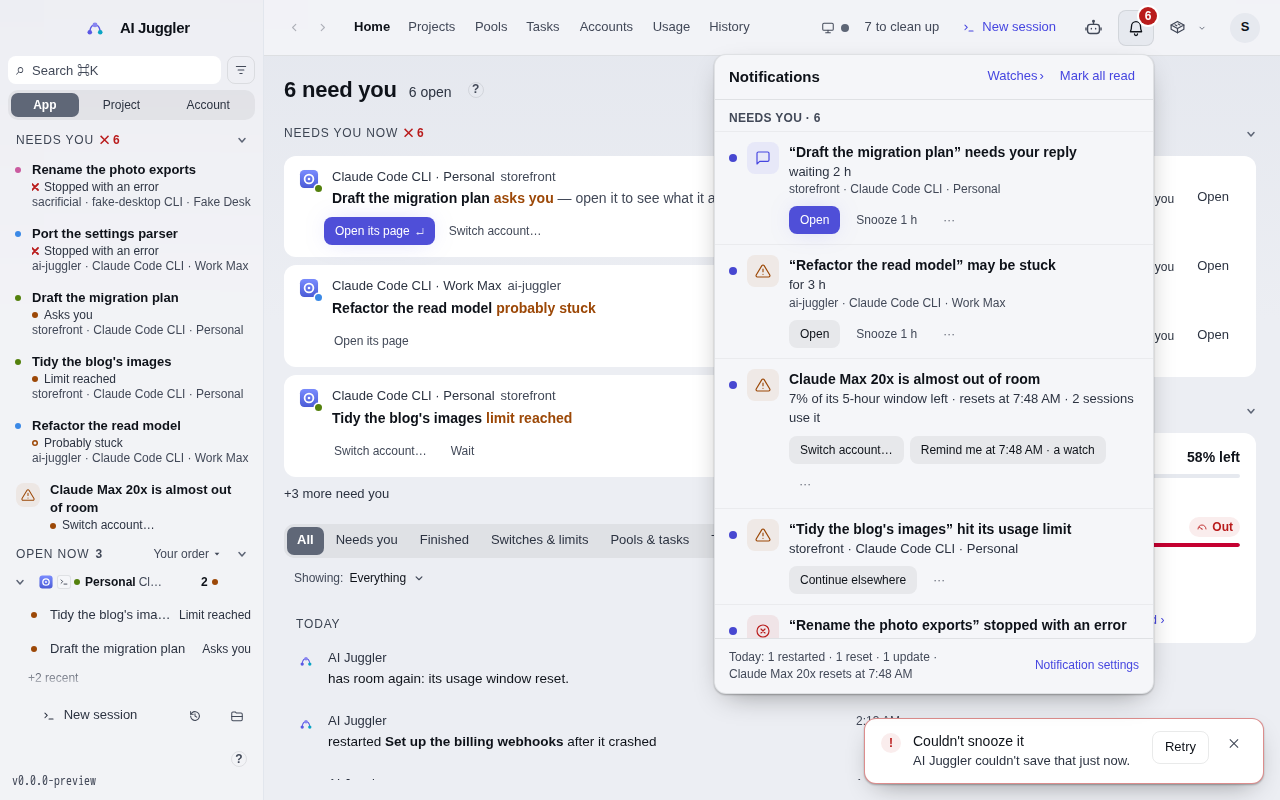 AI Juggler
Search ⌘K
App Project Account
NEEDS YOU 6
Rename the photo exports
Stopped with an error
sacrificial · fake-desktop CLI · Fake Desk
Port the settings parser
Stopped with an error
ai-juggler · Claude Code CLI · Work Max
Draft the migration plan
Asks you
storefront · Claude Code CLI · Personal
Tidy the blog's images
Limit reached
storefront · Claude Code CLI · Personal
Refactor the read model
Probably stuck
ai-juggler · Claude Code CLI · Work Max
Claude Max 20x is almost out
of room
Switch account…
OPEN NOW 3 Your order
Personal Cl… 2
Tidy the blog's ima… Limit reached
Draft the migration plan Asks you
+2 recent
New session
?
v0.0.0-preview
Home Projects Pools Tasks Accounts Usage History
7 to clean up New session 6 S
6 need you 6 open ?
NEEDS YOU NOW 6
Claude Code CLI · Personal storefront
Draft the migration plan asks you — open it to see what it a
Open its page Switch account…
Claude Code CLI · Work Max ai-juggler
Refactor the read model probably stuck
Open its page
Claude Code CLI · Personal storefront
Tidy the blog's images limit reached
Switch account… Wait
+3 more need you
All Needs you Finished Switches & limits Pools & tasks
Showing: Everything
TODAY
AI Juggler
has room again: its usage window reset.
AI Juggler
restarted Set up the billing webhooks after it crashed
Notifications Watches › Mark all read
NEEDS YOU · 6
“Draft the migration plan” needs your reply
waiting 2 h
storefront · Claude Code CLI · Personal
Open Snooze 1 h ···
“Refactor the read model” may be stuck
for 3 h
ai-juggler · Claude Code CLI · Work Max
Open Snooze 1 h ···
Claude Max 20x is almost out of room
7% of its 5-hour window left · resets at 7:48 AM · 2 sessions
use it
Switch account… Remind me at 7:48 AM · a watch
···
“Tidy the blog's images” hit its usage limit
storefront · Claude Code CLI · Personal
Continue elsewhere ···
“Rename the photo exports” stopped with an error
Today: 1 restarted · 1 reset · 1 update ·
Claude Max 20x resets at 7:48 AM
Notification settings
you Open
you Open
you Open
58% left
Out
›
! Couldn't snooze it
AI Juggler couldn't save that just now.
Retry